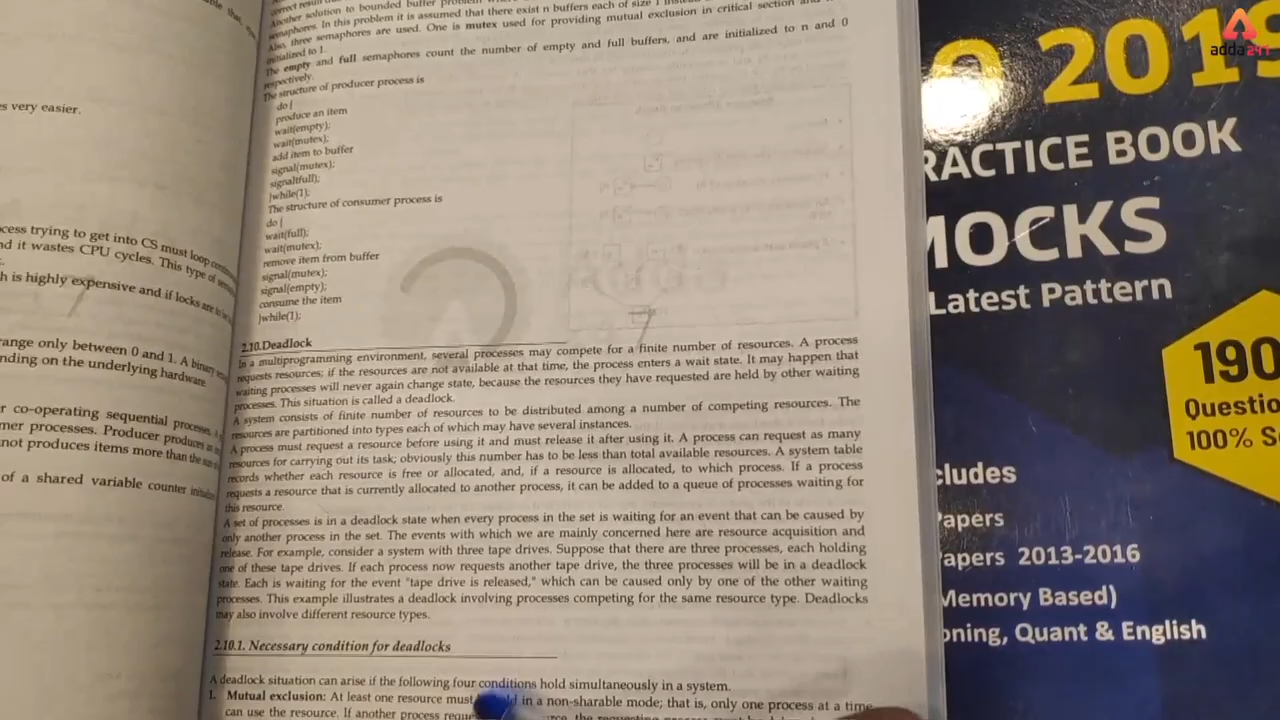 es very easier.
cess trying to get into CS must loop
nd it wastes CPU cycles. This type of
h is highly expensive and if locks are
ange only between 0 and 1. A binary
nding on the underlying hardware.
r co-operating sequential processes.
mer processes. Producer produces
not produces items more than the
of a shared variable counter
Another solution to bounded buffer
semaphores. In this problem it is assumed that there exist n buffers each of size 1
Also, three semaphores are used. One is mutex used for providing mutual exclusion in critical section and
initialized to 1.
The empty and full semaphores count the number of empty and full buffers, and are initialized to n and 0
respectively.
The structure of producer process is
do{
produce an item
wait(empty);
wait(mutex);
add item to buffer
signal(mutex);
signal(full);
}while(1);
The structure of consumer process is
do{
wait(full);
wait(mutex);
remove item from buffer
signal(mutex);
signal(empty);
consume the item
}while(1);
2.10.Deadlock
In a multiprogramming environment, several processes may compete for a finite number of resources. A process
requests resources; if the resources are not available at that time, the process enters a wait state. It may happen that
waiting processes will never again change state, because the resources they have requested are held by other waiting
processes. This situation is called a deadlock.
A system consists of finite number of resources to be distributed among a number of competing resources. The
resources are partitioned into types each of which may have several instances.
A process must request a resource before using it and must release it after using it. A process can request as many
resources for carrying out its task; obviously this number has to be less than total available resources. A system table
records whether each resource is free or allocated, and, if a resource is allocated, to which process. If a process
requests a resource that is currently allocated to another process, it can be added to a queue of processes waiting for
this resource.
A set of processes is in a deadlock state when every process in the set is waiting for an event that can be caused by
only another process in the set. The events with which we are mainly concerned here are resource acquisition and
release. For example, consider a system with three tape drives. Suppose that there are three processes, each holding
one of these tape drives. If each process now requests another tape drive, the three processes will be in a deadlock
state. Each is waiting for the event "tape drive is released," which can be caused only by one of the other waiting
processes. This example illustrates a deadlock involving processes competing for the same resource type. Deadlocks
may also involve different resource types.
2.10.1. Necessary condition for deadlocks
A deadlock situation can arise if the following four conditions hold simultaneously in a system.
1. Mutual exclusion: At least one resource must in a non-sharable mode; that is, only one process at a time
can use the resource. If another process
O 2019
RACTICE BOOK
MOCKS
Latest Pattern
190
Questio
100% S
cludes
Papers
apers 2013-2016
Memory Based)
oning, Quant & English
adda247